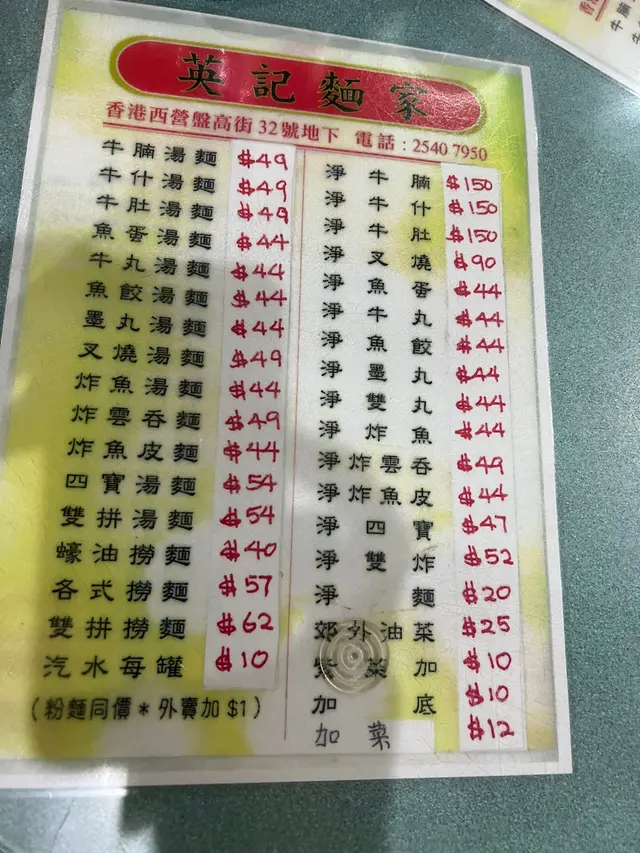 英記麵家
香港西營盤高街32號地下 電話：2540 7950
牛腩湯麵 $49
牛什湯麵 $49
牛肚湯麵 $49
魚蛋湯麵 $44
牛丸湯麵 $44
魚餃湯麵 $44
墨丸湯麵 $44
叉燒湯麵 $49
炸魚湯麵 $44
炸雲吞麵 $49
炸魚皮麵 $44
四寶湯麵 $54
雙拼湯麵 $54
蠔油撈麵 $40
各式撈麵 $57
雙拼撈麵 $62
汽水每罐 $10
(粉麵同價 * 外賣加 $1)
淨牛腩 $150
淨牛什 $150
淨牛肚 $150
淨叉燒 $90
淨魚蛋 $44
淨牛丸 $44
淨魚餃 $44
淨墨丸 $44
淨雙丸 $44
淨炸魚 $44
淨炸雲吞 $49
淨炸魚皮 $44
淨四寶 $47
淨雙炸 $52
淨麵 $20
郊外油菜 $25
紫菜加 $10
加底 $10
加菜 $12